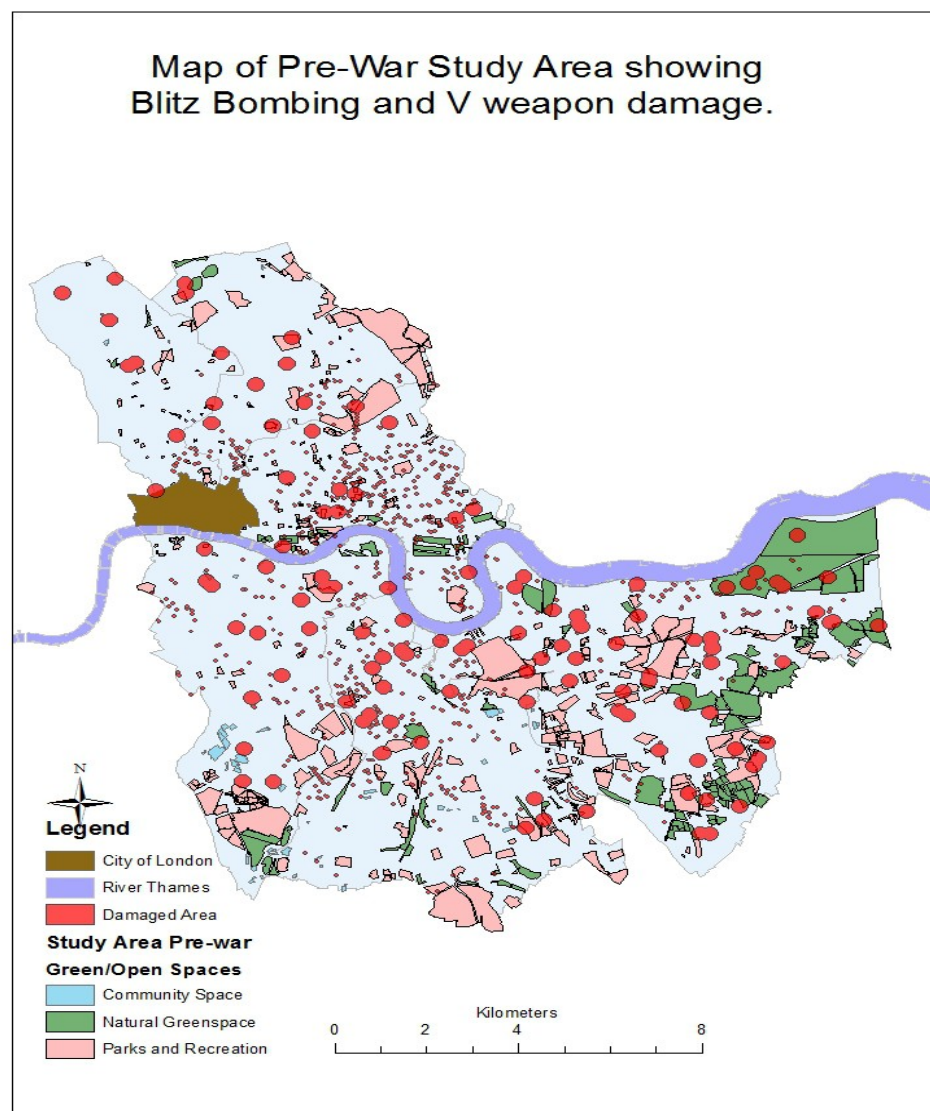 Map of Pre-War Study Area showing
Blitz Bombing and V weapon damage.
N
Legend
City of London
River Thames
Damaged Area
Study Area Pre-war
Green/Open Spaces
Community Space
Natural Greenspace
Parks and Recreation
Kilometers
0 2 4 8